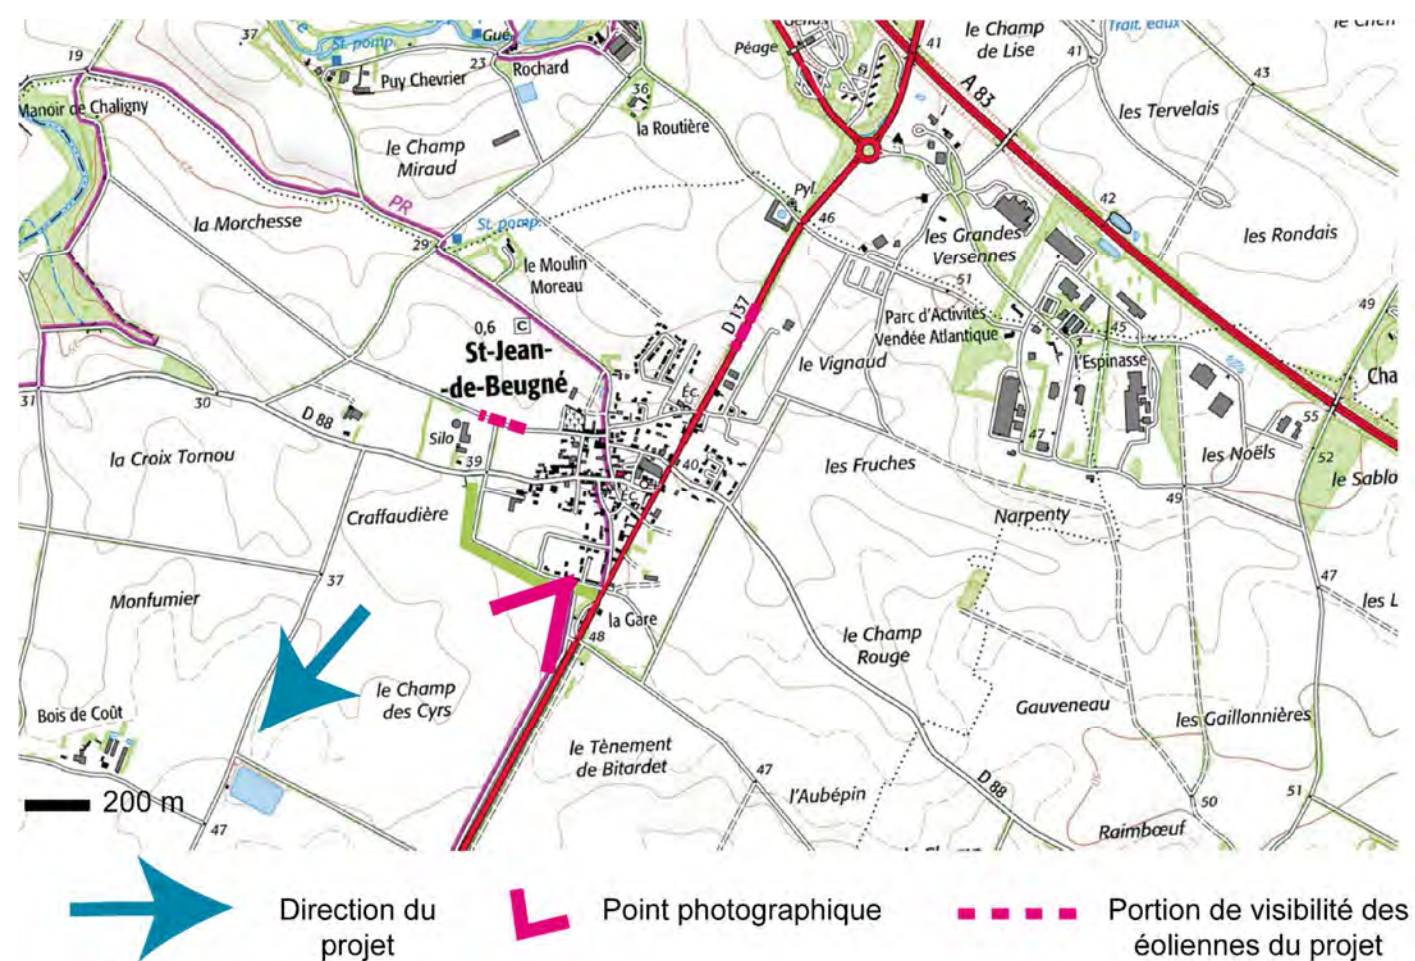 37
St. pomp.
Gué
Péage
41
le Champ
de Lise
Trait. eaux
41
19
Puy Chevrier
23
Rochard
A 83
43
Manoir de Chaligny
36
la Routière
les Tervelais
le Champ
Miraud
PR
Pyl.
42
la Morchesse
St. pomp.
46
les Grandes
Versennes
les Rondais
29
le Moulin
Moreau
51
49
0,6
C
D 137
Parc d'Activités
Vendée Atlantique
45
St-Jean-
-de-Beugné
le Vignaud
l'Espinasse
Cha
31
30
D 88
Éc.
55
Silo
39
40
47
les Noëls
52
la Croix Tornou
les Fruches
le Sablo
49
Craffaudière
Éc.
Narpenty
37
47
Monfumier
les L
la Gare
48
le Champ
Rouge
le Champ
des Cyrs
Gauveneau
les Gaillonnières
Bois de Coût
le Tènement
de Bitardet
47
D 88
200 m
l'Aubépin
50
51
47
Raimbœuf
Direction du
projet
Point photographique
Portion de visibilité des
éoliennes du projet